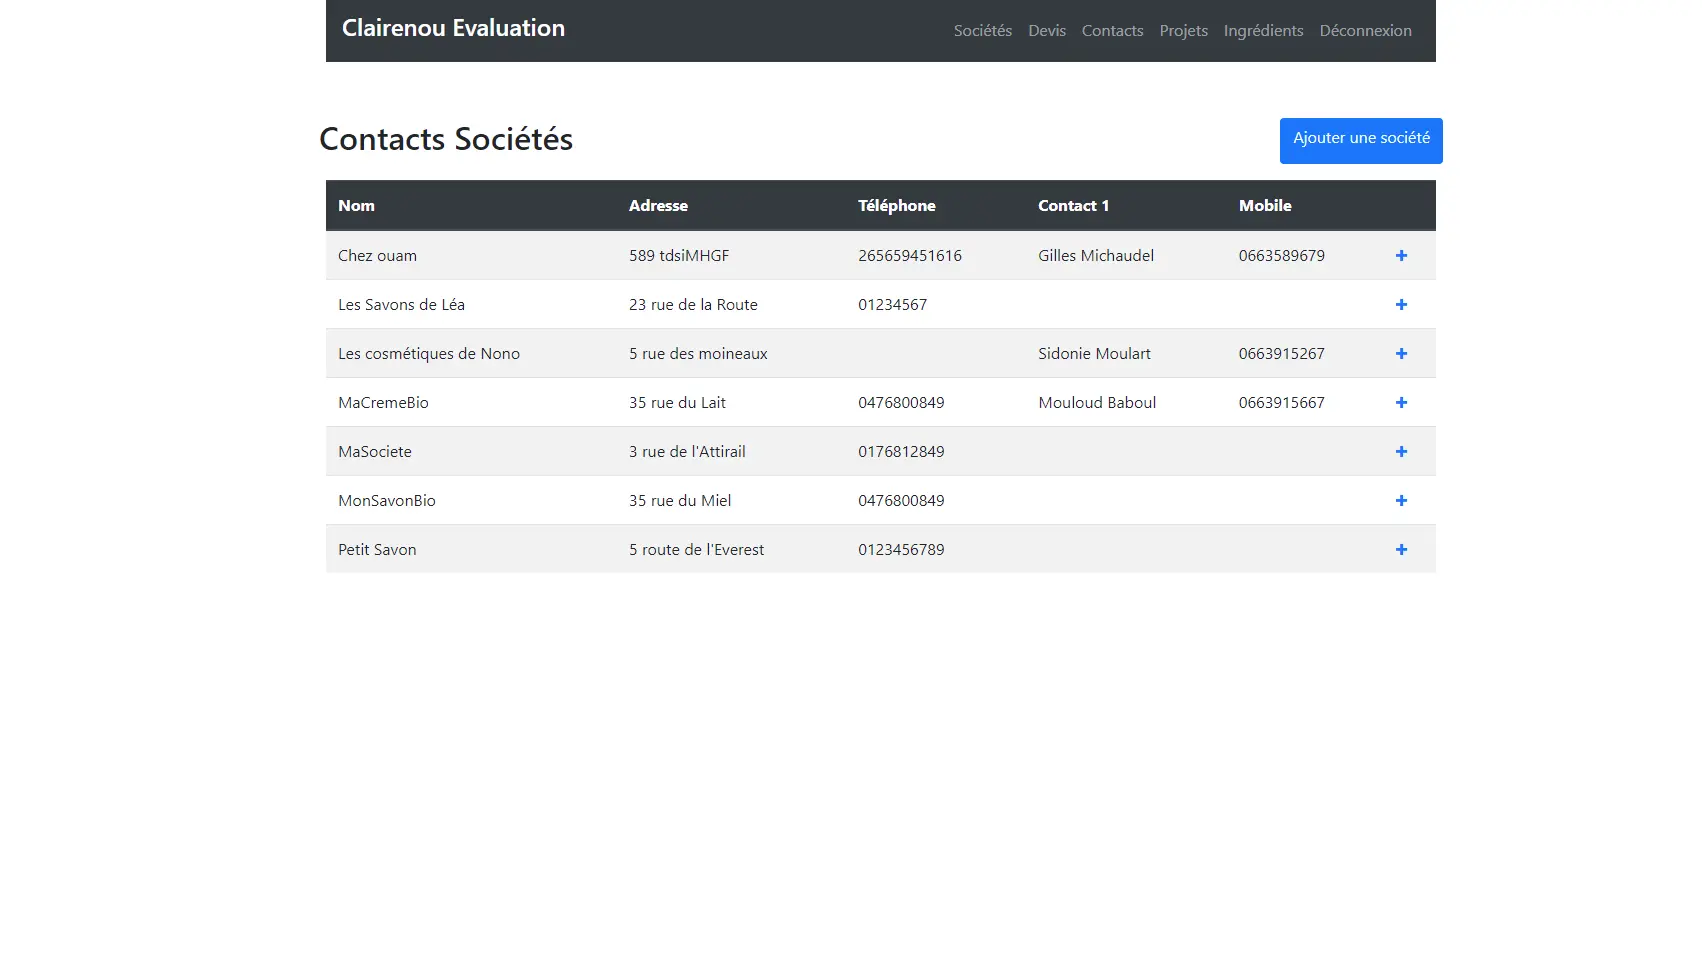 Clairenou Evaluation Sociétés Devis Contacts Projets Ingrédients Déconnexion
Contacts Sociétés Ajouter une société
Nom Adresse Téléphone Contact 1 Mobile
Chez ouam 589 tdsiMHGF 265659451616 Gilles Michaudel 0663589679 +
Les Savons de Léa 23 rue de la Route 01234567 +
Les cosmétiques de Nono 5 rue des moineaux Sidonie Moulart 0663915267 +
MaCremeBio 35 rue du Lait 0476800849 Mouloud Baboul 0663915667 +
MaSociete 3 rue de l'Attirail 0176812849 +
MonSavonBio 35 rue du Miel 0476800849 +
Petit Savon 5 route de l'Everest 0123456789 +